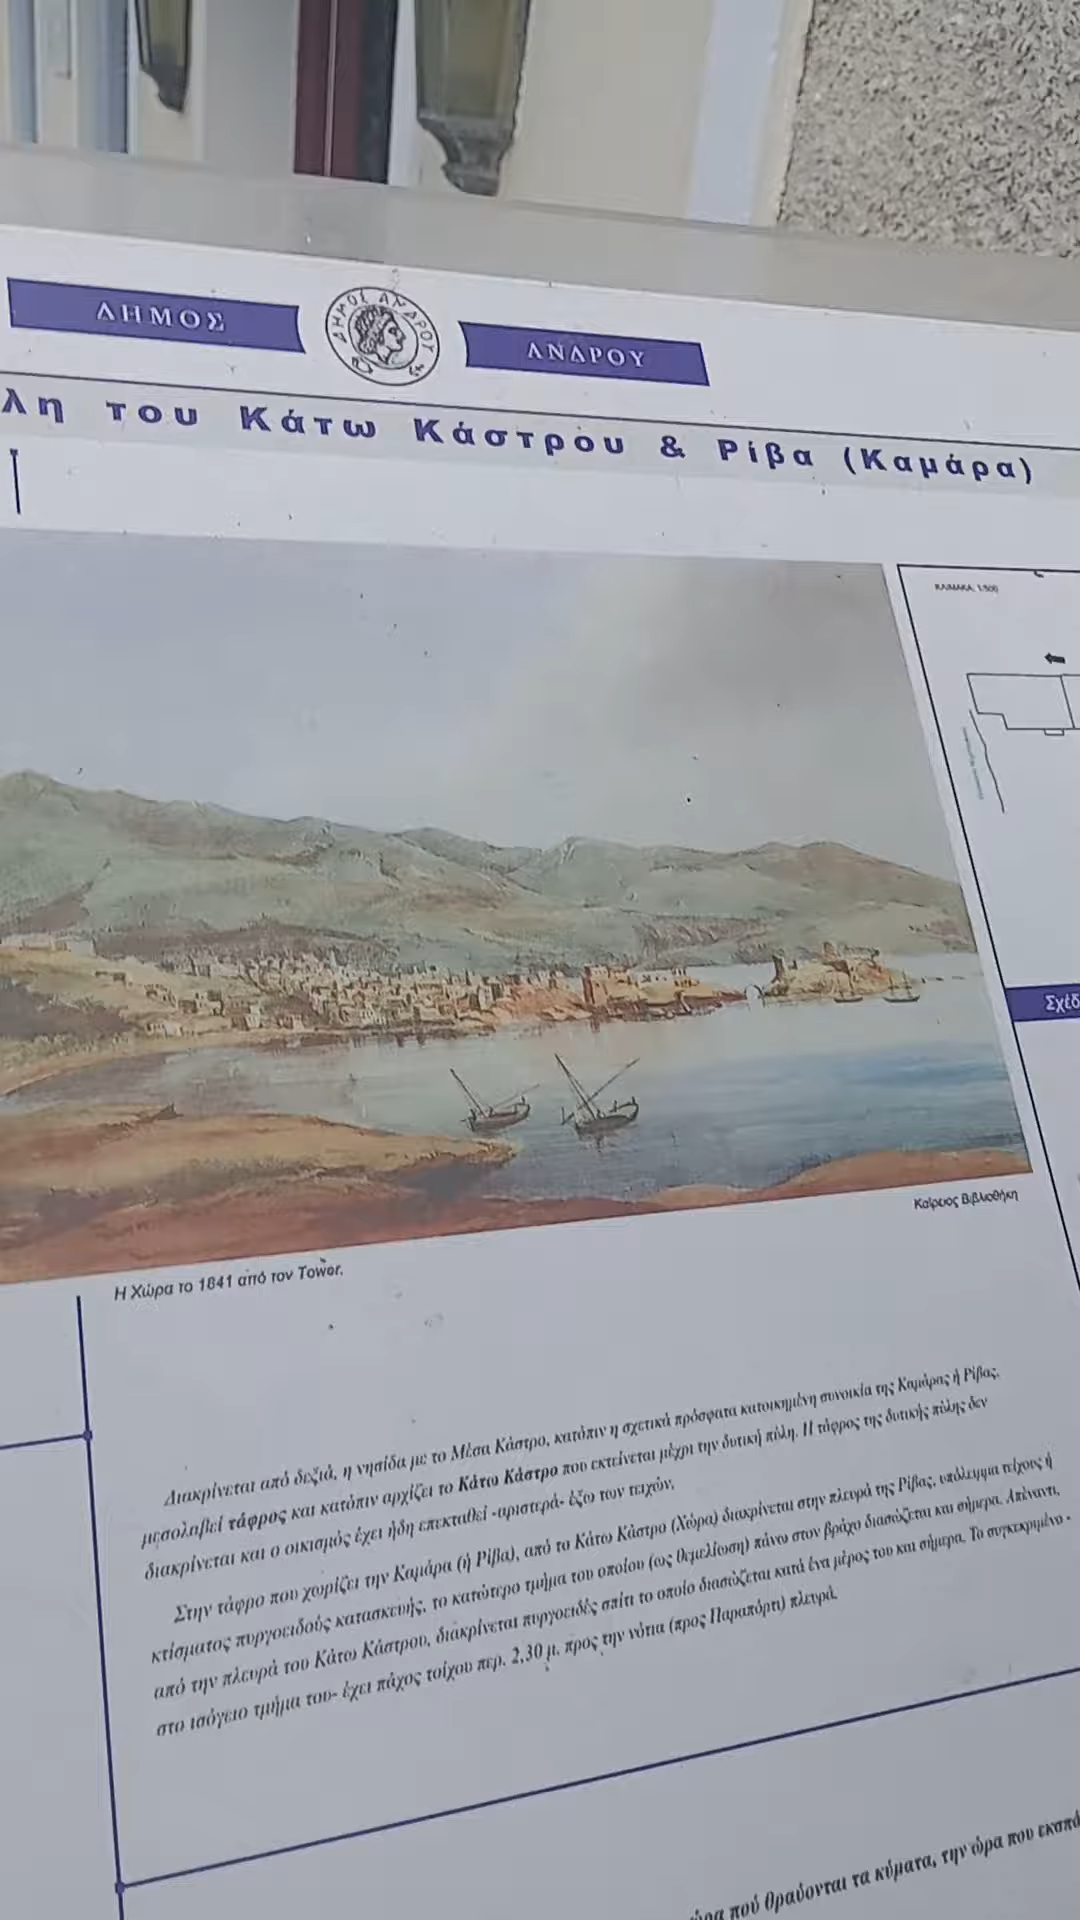 ΔΗΜΟΣ
ΔΗΜΟΣ ΑΝΔΡΟΥ
ΑΝΔΡΟΥ
λη του Κάτω Κάστρου & Ρίβα (Καμάρα)
ΚΛΙΜΑΚΑ: 1:500
Σχέδ
Καΐρειος Βιβλιοθήκη
Η Χώρα το 1841 από τον Tower.
Διακρίνεται από δεξιά, η νησίδα με το Μέσα Κάστρο, κατόπιν η σχετικά πρόσφατα κατοικημένη συνοικία της Καμάρας ή Ρίβας.
μεσολαβεί τάφρος και κατόπιν αρχίζει το Κάτω Κάστρο που εκτείνεται μέχρι την δυτική πύλη. Η τάφρος της δυτικής πύλης δεν
διακρίνεται και ο οικισμός έχει ήδη επεκταθεί -αριστερά- έξω των τειχών.
Στην τάφρο που χωρίζει την Καμάρα (ή Ρίβα), από το Κάτω Κάστρο (Χώρα) διακρίνεται στην πλευρά της Ρίβας, υπόλειμμα τείχους ή
κτίσματος πυργοειδούς κατασκευής, το κατώτερο τμήμα του οποίου (ως θεμελίωση) πάνω στον βράχο διασώζεται και σήμερα. Απέναντι,
από την πλευρά του Κάτω Κάστρου, διακρίνεται πυργοειδές σπίτι το οποίο διασώζεται κατά ένα μέρος του και σήμερα. Το συγκεκριμένο -
στο ισόγειο τμήμα του- έχει πάχος τοίχου περ. 2,30 μ. προς την νότια (προς Παραπόρτι) πλευρά.
ώρα πού θραύονται τα κύματα, την ώρα που εκσπά